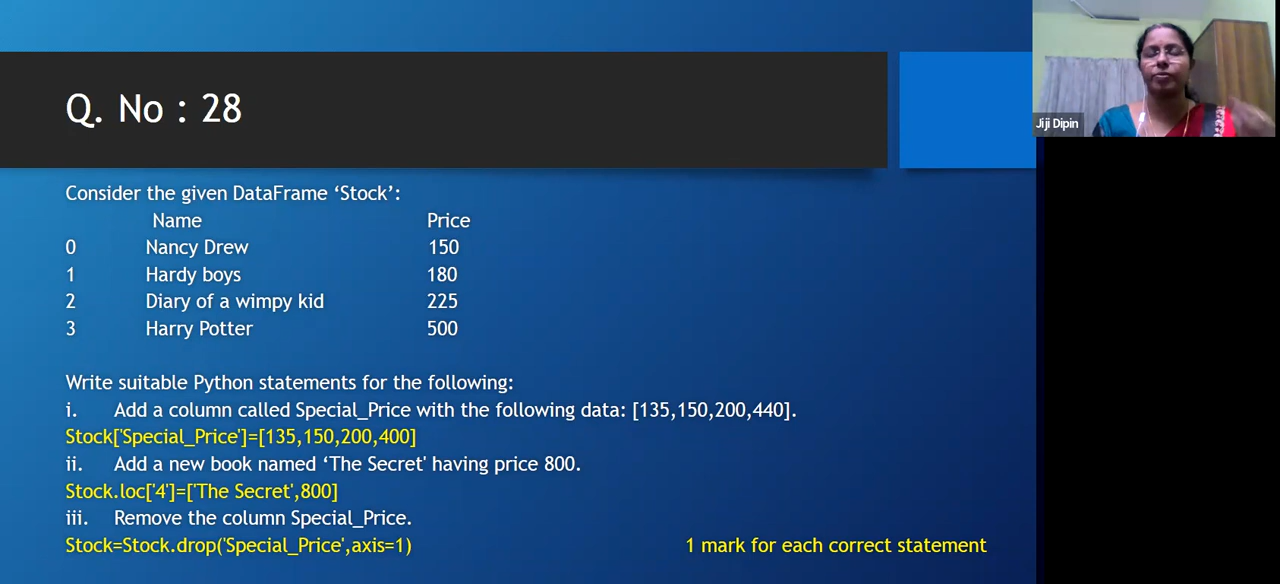 Q. No : 28
Jiji Dipin
Consider the given DataFrame ‘Stock’:
Name Price
0 Nancy Drew 150
1 Hardy boys 180
2 Diary of a wimpy kid 225
3 Harry Potter 500
Write suitable Python statements for the following:
i. Add a column called Special_Price with the following data: [135,150,200,440].
Stock['Special_Price']=[135,150,200,400]
ii. Add a new book named ‘The Secret' having price 800.
Stock.loc['4']=['The Secret',800]
iii. Remove the column Special_Price.
Stock=Stock.drop('Special_Price',axis=1) 1 mark for each correct statement